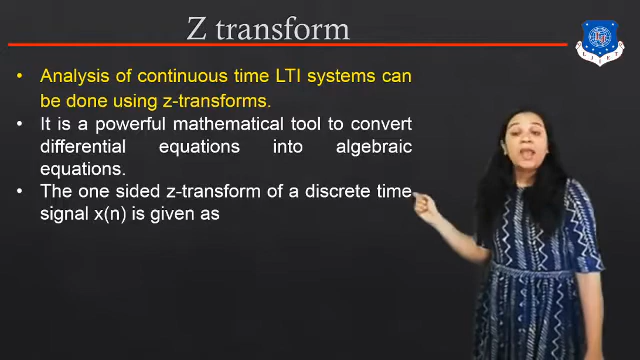 Z transform
• Analysis of continuous time LTI systems can
be done using z-transforms.
• It is a powerful mathematical tool to convert
differential equations into algebraic
equations.
• The one sided z-transform of a discrete time
signal x(n) is given as
LIET